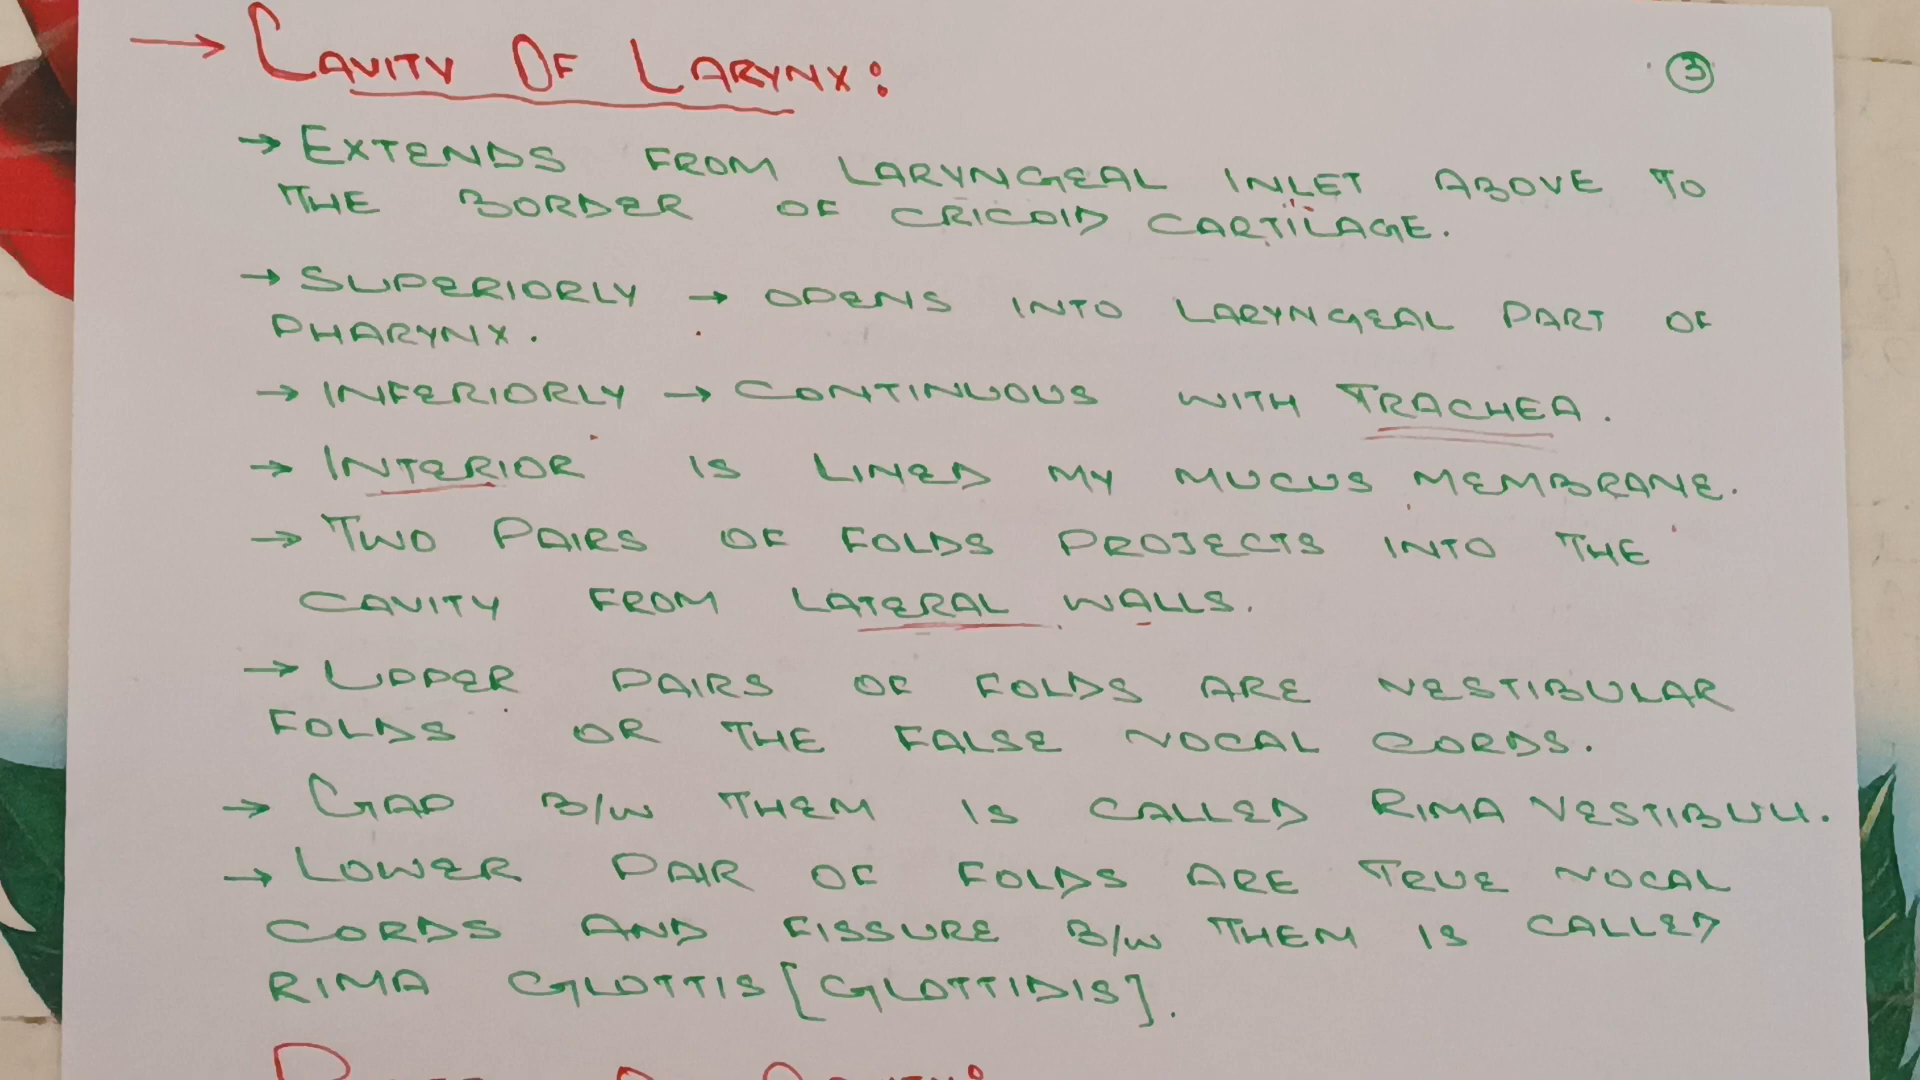 → CAVITY OF LARYNX:
3
→ EXTENDS FROM LARYNGEAL INLET ABOVE TO
THE BORDER OF CRICOID CARTILAGE.
→ SUPERIORLY → OPENS INTO LARYNGEAL PART OF
PHARYNX.
→ INFERIORLY → CONTINUOUS WITH TRACHEA.
→ INTERIOR IS LINED MY MUCUS MEMBRANE.
→ TWO PAIRS OF FOLDS PROJECTS INTO THE
CAVITY FROM LATERAL WALLS.
→ UPPER PAIRS OF FOLDS ARE VESTIBULAR
FOLDS OR THE FALSE VOCAL CORDS.
→ GAP B/W THEM IS CALLED RIMA VESTIBULI.
→ LOWER PAIR OF FOLDS ARE TRUE VOCAL
CORDS AND FISSURE B/W THEM IS CALLED
RIMA GLOTTIS [GLOTTIDIS].